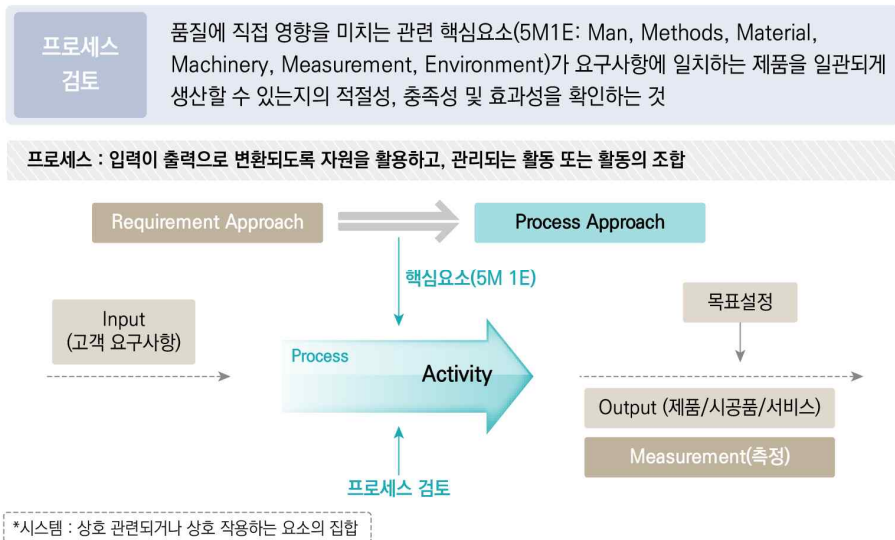 프로세스
검토
품질에 직접 영향을 미치는 관련 핵심요소(5M1E: Man, Methods, Material,
Machinery, Measurement, Environment)가 요구사항에 일치하는 제품을 일관되게
생산할 수 있는지의 적절성, 충족성 및 효과성을 확인하는 것
프로세스 : 입력이 출력으로 변환되도록 자원을 활용하고, 관리되는 활동 또는 활동의 조합
Requirement Approach
Process Approach
핵심요소(5M 1E)
Input
(고객 요구사항)
목표설정
Process
Activity
Output (제품/시공품/서비스)
Measurement(측정)
프로세스 검토
*시스템 : 상호 관련되거나 상호 작용하는 요소의 집합